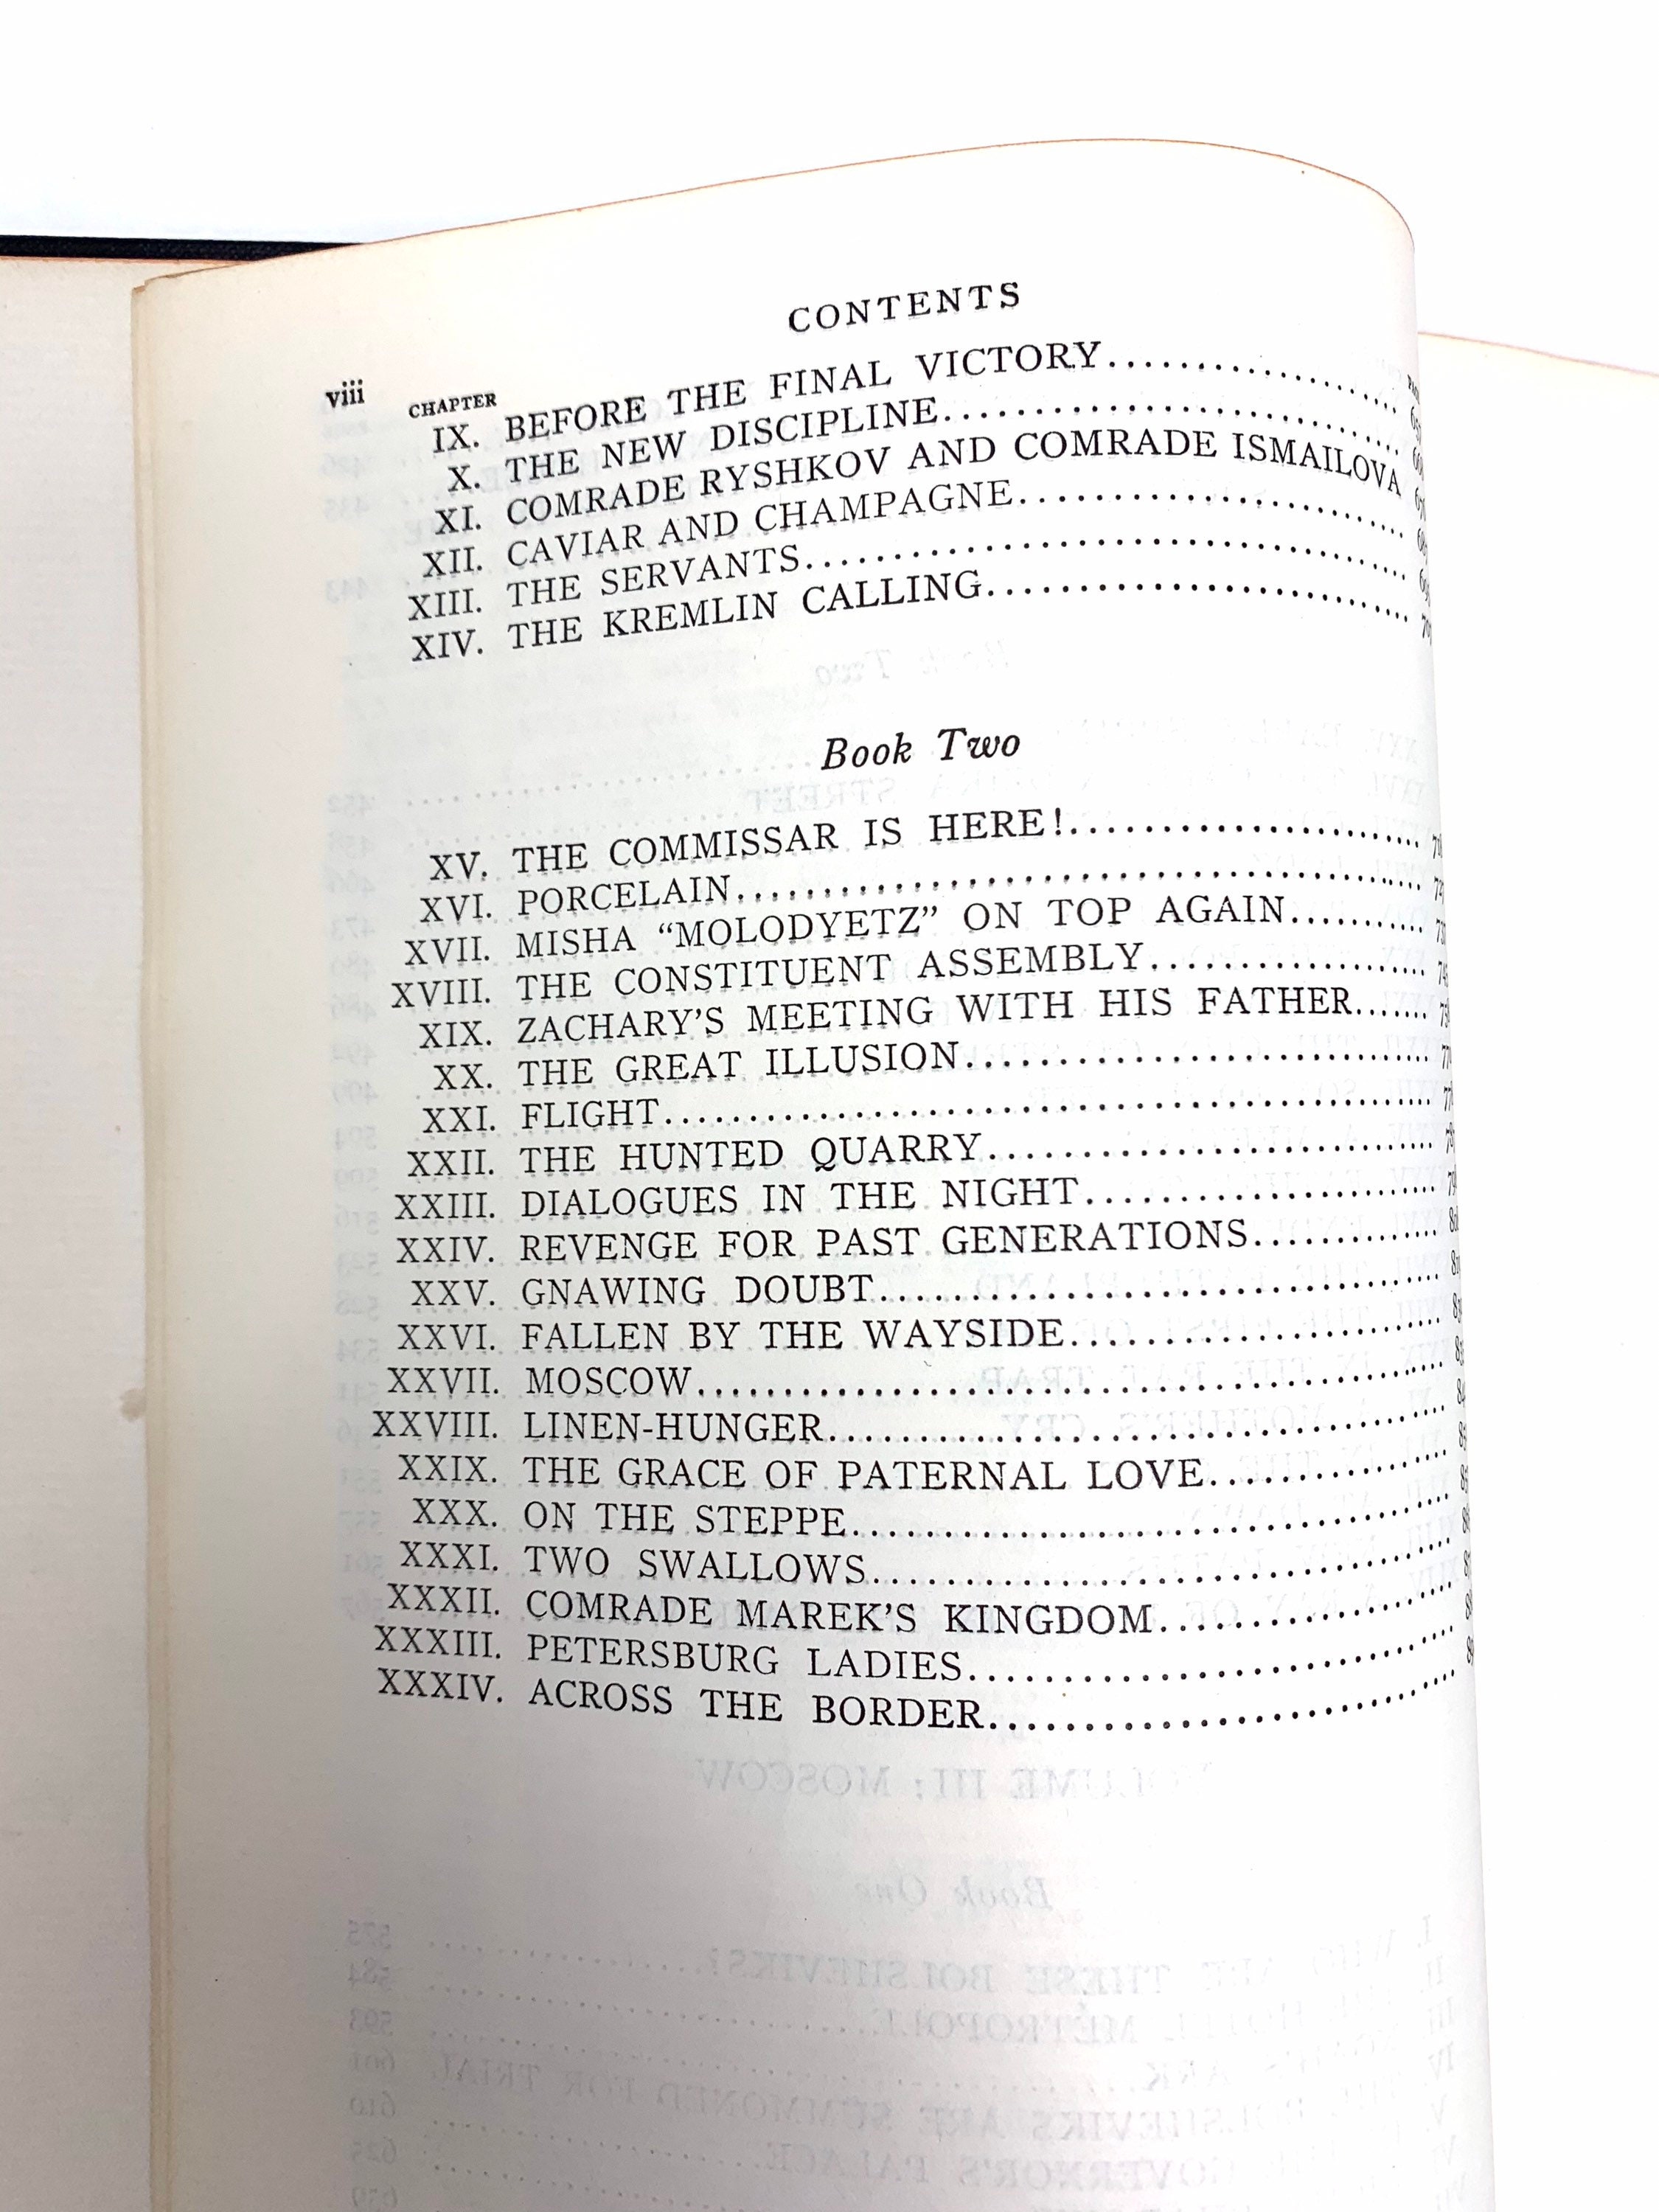 CONTENTS
viii
CHAPTER
IX. BEFORE THE FINAL VICTORY
X. THE NEW DISCIPLINE
XI. COMRADE RYSHKOV AND COMRADE ISMAILOVA
XII. CAVIAR AND CHAMPAGNE
XIII. THE SERVANTS
XIV. THE KREMLIN CALLING
Book Two
XV. THE COMMISSAR IS HERE!
XVI. PORCELAIN
XVII. MISHA “MOLODYETZ” ON TOP AGAIN
XVIII. THE CONSTITUENT ASSEMBLY
XIX. ZACHARY’S MEETING WITH HIS FATHER
XX. THE GREAT ILLUSION
XXI. FLIGHT
XXII. THE HUNTED QUARRY
XXIII. DIALOGUES IN THE NIGHT
XXIV. REVENGE FOR PAST GENERATIONS
XXV. GNAWING DOUBT
XXVI. FALLEN BY THE WAYSIDE
XXVII. MOSCOW
XXVIII. LINEN-HUNGER
XXIX. THE GRACE OF PATERNAL LOVE
XXX. ON THE STEPPE
XXXI. TWO SWALLOWS
XXXII. COMRADE MAREK’S KINGDOM
XXXIII. PETERSBURG LADIES
XXXIV. ACROSS THE BORDER